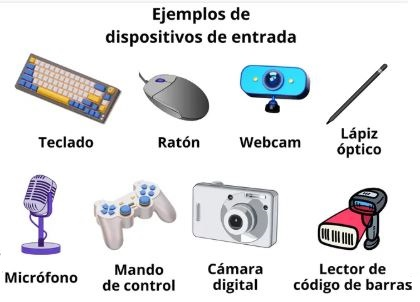 Ejemplos de
dispositivos de entrada
Teclado
Ratón
Webcam
Lápiz
óptico
Micrófono
Mando
de control
Cámara
digital
Lector de
código de barras